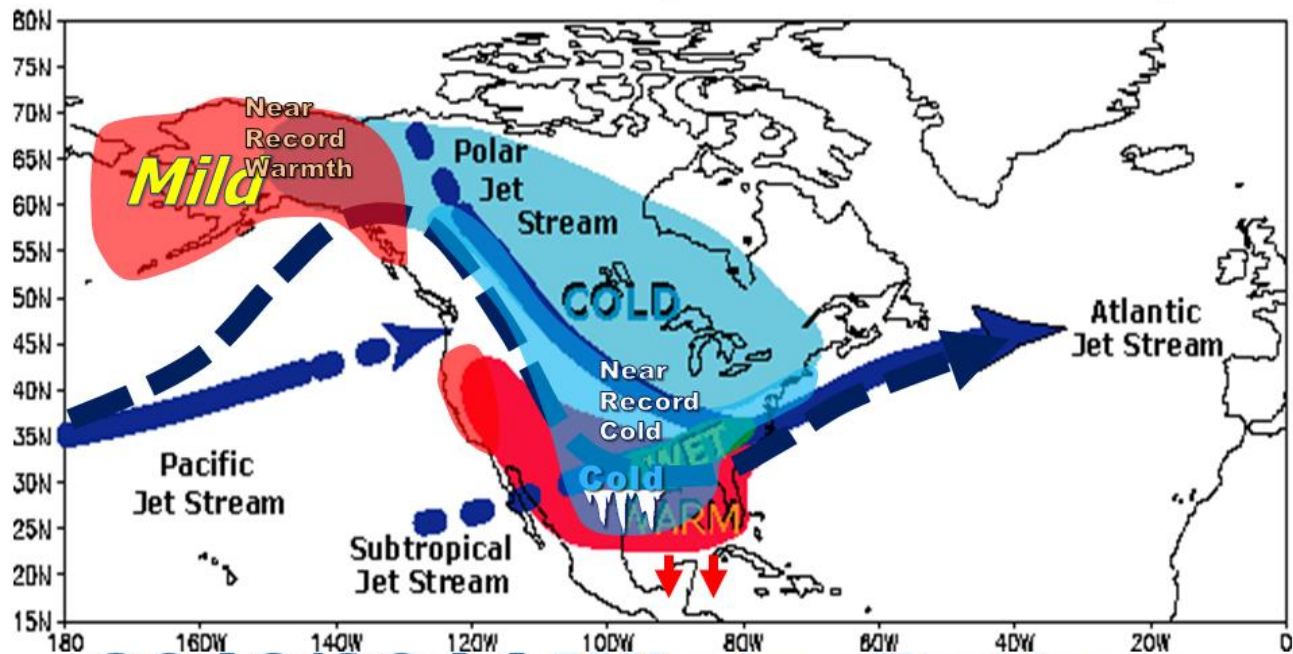 80N
75N
70N
65N
60N
55N
50N
45N
40N
35N
30N
25N
20N
15N
Near
Record
Warmth
Mild
Polar
Jet
Stream
COLD
Near
Record
Cold
WET
Cold
WARM
Atlantic
Jet Stream
Pacific
Jet Stream
Subtropical
Jet Stream
180 160W 140W 120W 100W 80W 60W 40W 20W 0